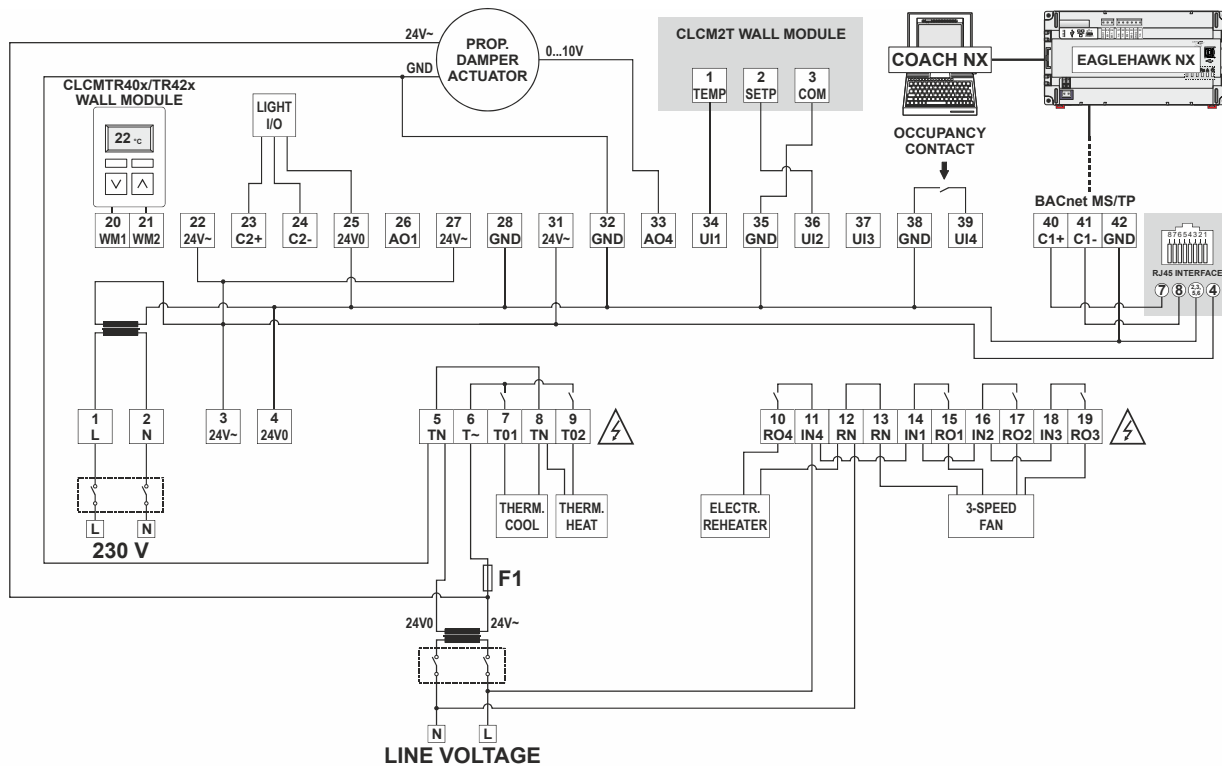 24V~
GND
PROP.
DAMPER
ACTUATOR
0...10V
CLCM2T WALL MODULE
1
TEMP
2
SETP
3
COM
COACH NX
EAGLEHAWK NX
CLCMTR40x/TR42x
WALL MODULE
22 °C
LIGHT
I/O
OCCUPANCY
CONTACT
BACnet MS/TP
20
WM1
21
WM2
22
24V~
23
C2+
24
C2-
25
24V0
26
AO1
27
24V~
28
GND
31
24V~
32
GND
33
AO4
34
UI1
35
GND
36
UI2
37
UI3
38
GND
39
UI4
40
C1+
41
C1-
42
GND
87654321
RJ45 INTERFACE
7
8
2,3,
5,6
4
1
L
2
N
3
24V~
4
24V0
5
TN
6
T~
7
T01
8
TN
9
T02
10
RO4
11
IN4
12
RN
13
RN
14
IN1
15
RO1
16
IN2
17
RO2
18
IN3
19
RO3
L
N
230 V
THERM.
COOL
THERM.
HEAT
ELECTR.
REHEATER
3-SPEED
FAN
F1
24V0
24V~
N
L
LINE VOLTAGE